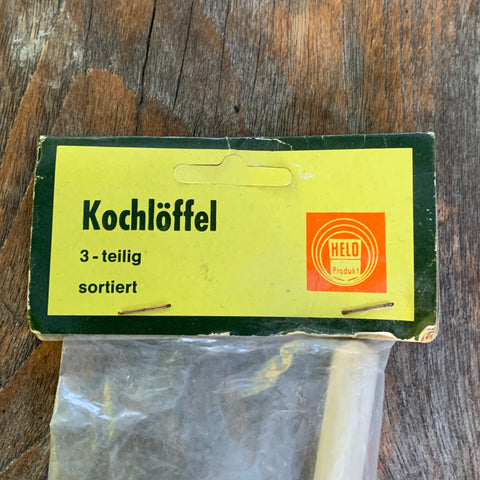 Kochlöffel
3-teilig
sortiert
HELO
Produkt